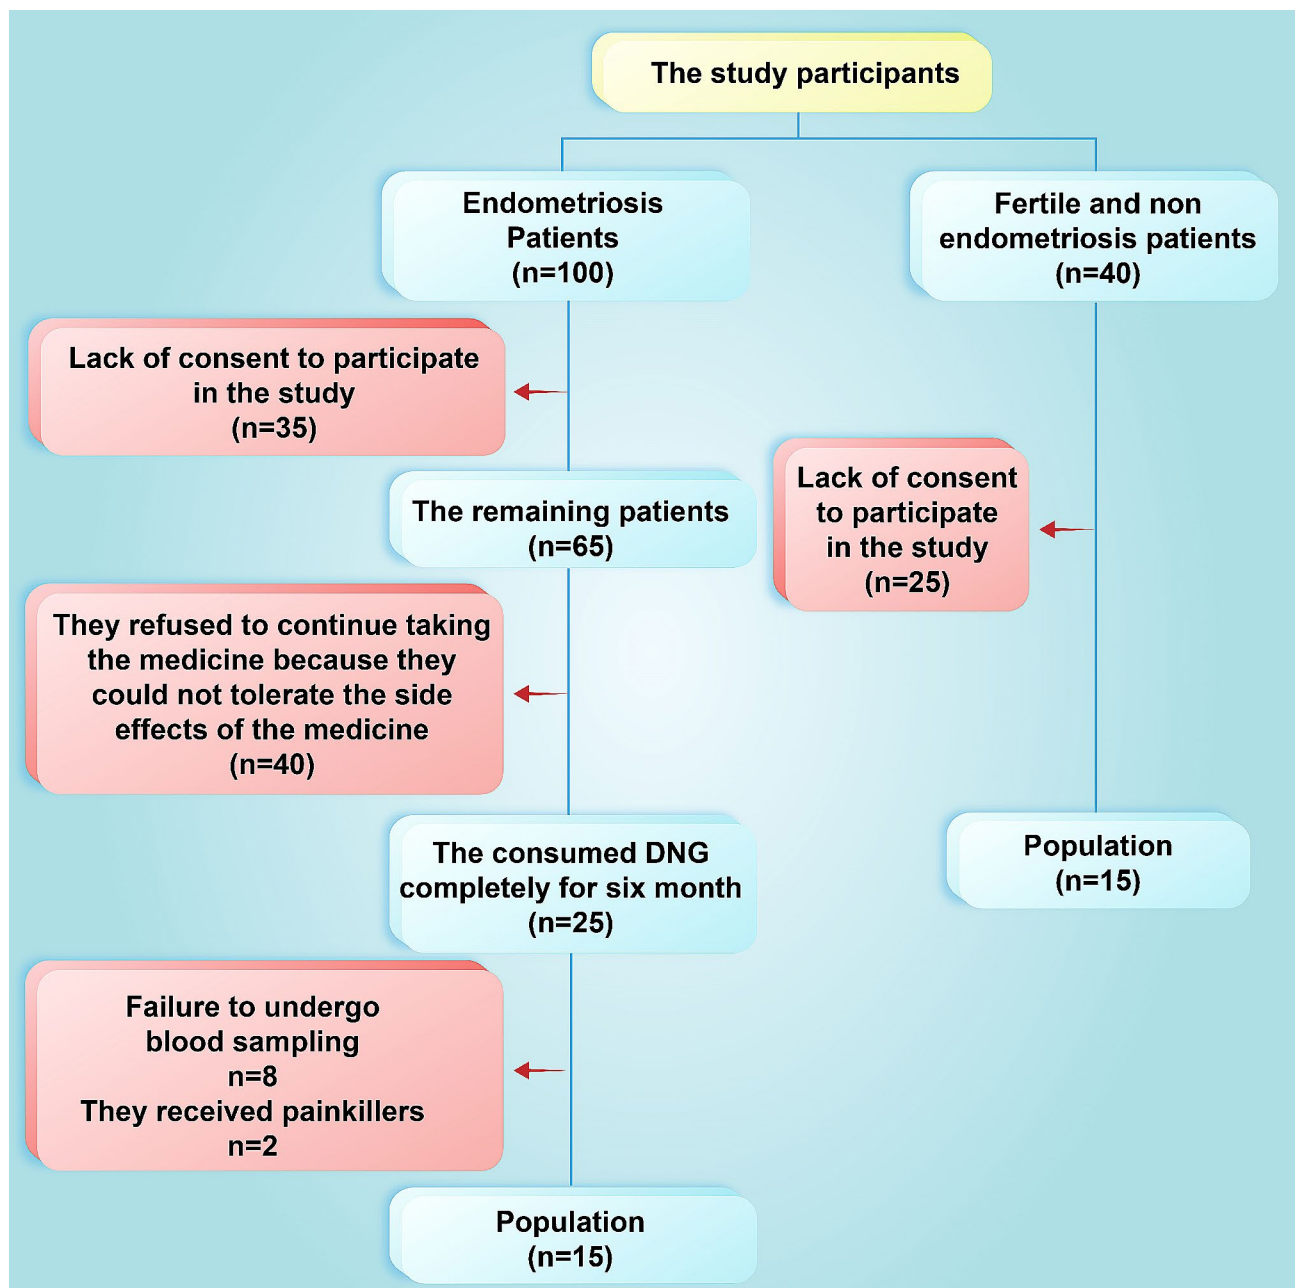 The study participants
Endometriosis
Patients
(n=100)
Fertile and non
endometriosis patients
(n=40)
Lack of consent to participate
in the study
(n=35)
The remaining patients
(n=65)
Lack of consent
to participate
in the study
(n=25)
They refused to continue taking
the medicine because they
could not tolerate the side
effects of the medicine
(n=40)
The consumed DNG
completely for six month
(n=25)
Population
(n=15)
Failure to undergo
blood sampling
n=8
They received painkillers
n=2
Population
(n=15)